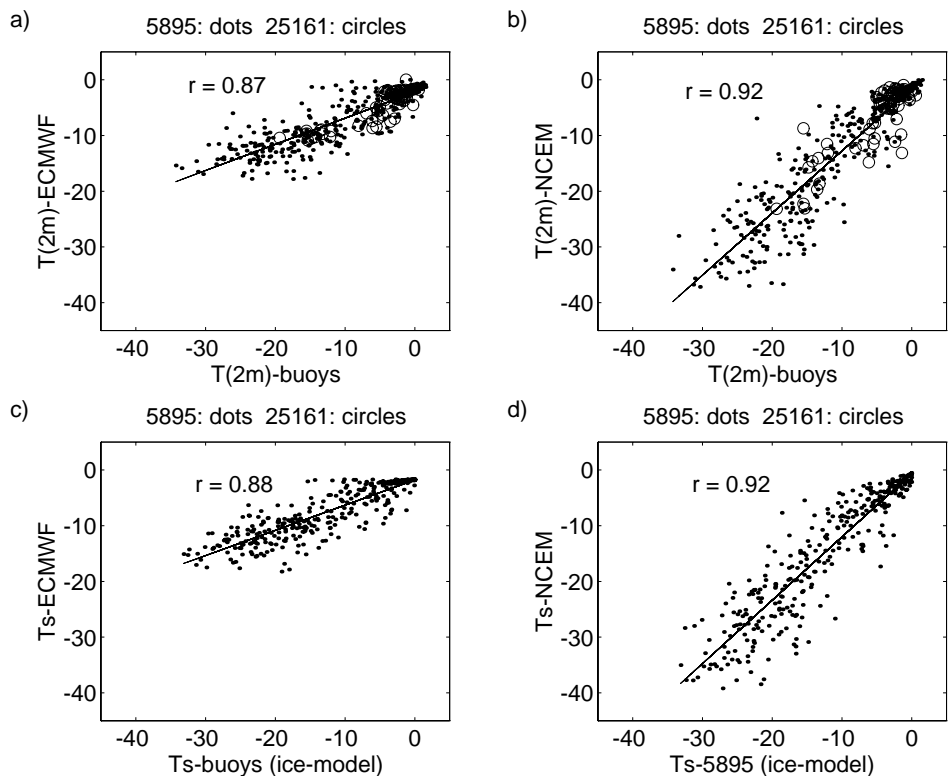 a)
5895: dots 25161: circles
r = 0.87
T(2m)-ECMWF
0
-10
-20
-30
-40
-40 -30 -20 -10 0
T(2m)-buoys
b)
5895: dots 25161: circles
r = 0.92
T(2m)-NCEM
0
-10
-20
-30
-40
-40 -30 -20 -10 0
T(2m)-buoys
c)
5895: dots 25161: circles
r = 0.88
Ts-ECMWF
0
-10
-20
-30
-40
-40 -30 -20 -10 0
Ts-buoys (ice-model)
d)
5895: dots 25161: circles
r = 0.92
Ts-NCEM
0
-10
-20
-30
-40
-40 -30 -20 -10 0
Ts-5895 (ice-model)